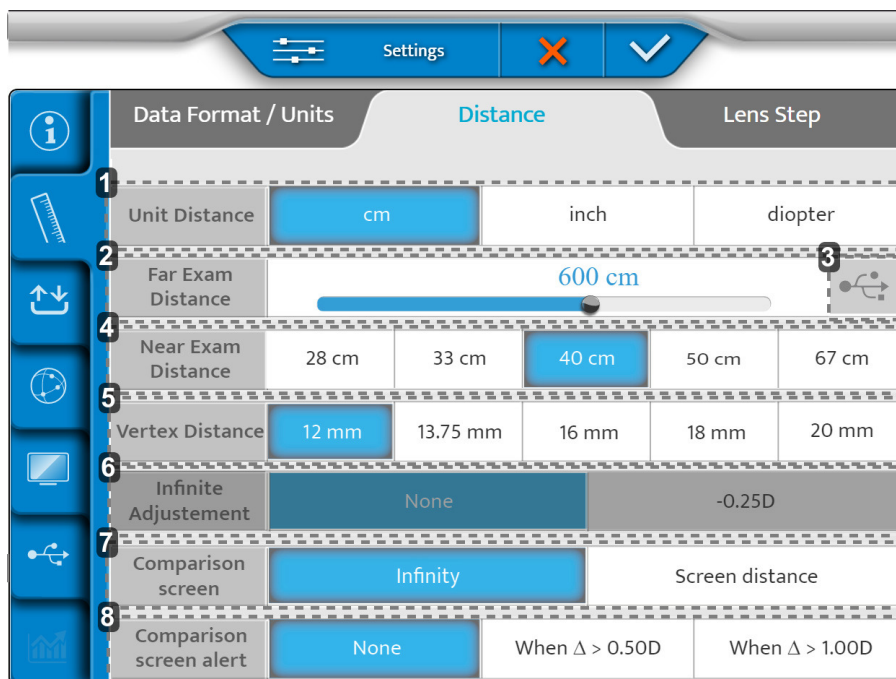 Settings
Data Format / Units
Distance
Lens Step
1
Unit Distance
cm
inch
diopter
2
Far Exam
Distance
600 cm
3
4
Near Exam
Distance
28 cm
33 cm
40 cm
50 cm
67 cm
5
Vertex Distance
12 mm
13.75 mm
16 mm
18 mm
20 mm
6
Infinite
Adjustement
None
-0.25D
7
Comparison
screen
Infinity
Screen distance
8
Comparison
screen alert
None
When Δ > 0.50D
When Δ > 1.00D